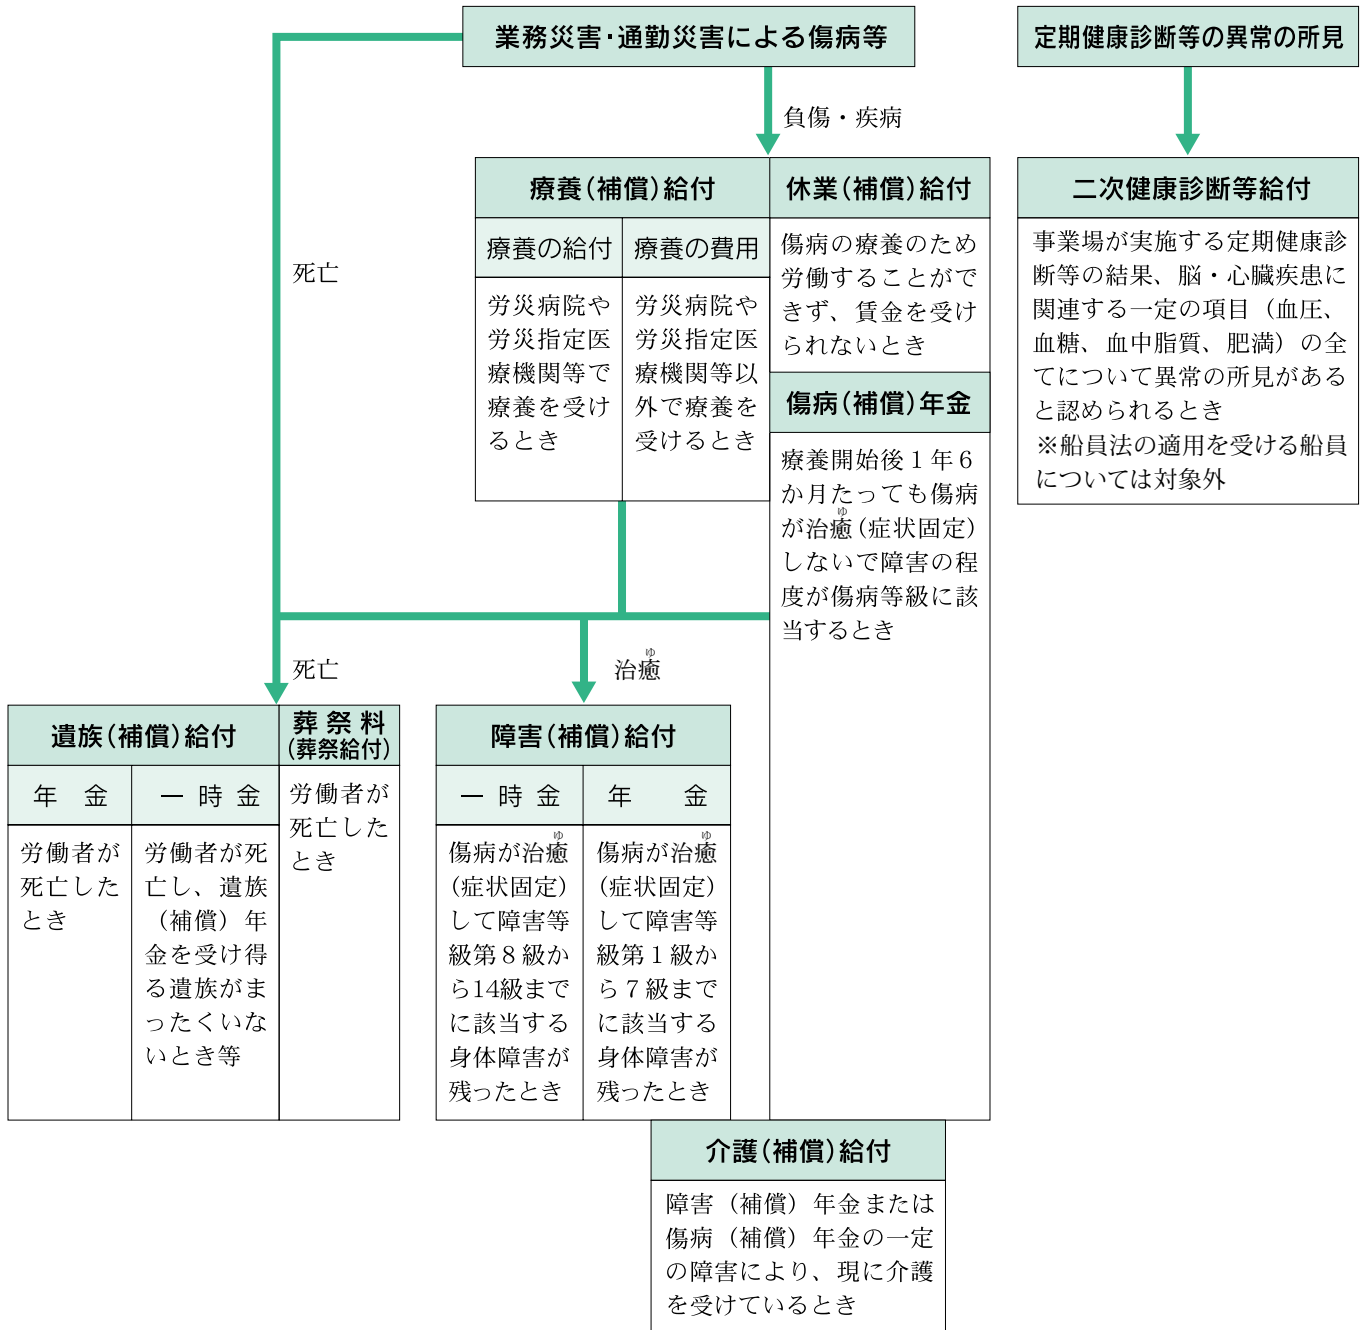 業務災害･通勤災害による傷病等
定期健康診断等の異常の所見
負傷・疾病
死亡
療養(補償)給付
療養の給付
療養の費用
労災病院や
労災指定医
療機関等で
療養を受け
るとき
労災病院や
労災指定医
療機関等以
外で療養を
受けるとき
休業(補償)給付
傷病の療養のため
労働することがで
きず、賃金を受け
られないとき
傷病(補償)年金
療養開始後１年６
か月たっても傷病
ゆ
が治癒(症状固定)
しないで障害の程
度が傷病等級に該
当するとき
二次健康診断等給付
事業場が実施する定期健康診
断等の結果、脳・心臓疾患に
関連する一定の項目（血圧、
血糖、血中脂質、肥満）の全
てについて異常の所見がある
と認められるとき
※船員法の適用を受ける船員
については対象外
死亡
ゆ
治癒
遺族(補償)給付
年　金
一 時 金
労働者が
死亡した
とき
労働者が死
亡し、遺族
（補償）年
金を受け得
る遺族がま
ったくいな
いとき等
葬 祭 料
(葬祭給付)
労働者が
死亡した
とき
障害(補償)給付
一 時 金
年　　金
ゆ
傷病が治癒
(症状固定)
して障害等
級第８級か
ら14級まで
に該当する
身体障害が
残ったとき
ゆ
傷病が治癒
(症状固定)
して障害等
級第１級か
ら７級まで
に該当する
身体障害が
残ったとき
介護(補償)給付
障害（補償）年金または
傷病（補償）年金の一定
の障害により、現に介護
を受けているとき